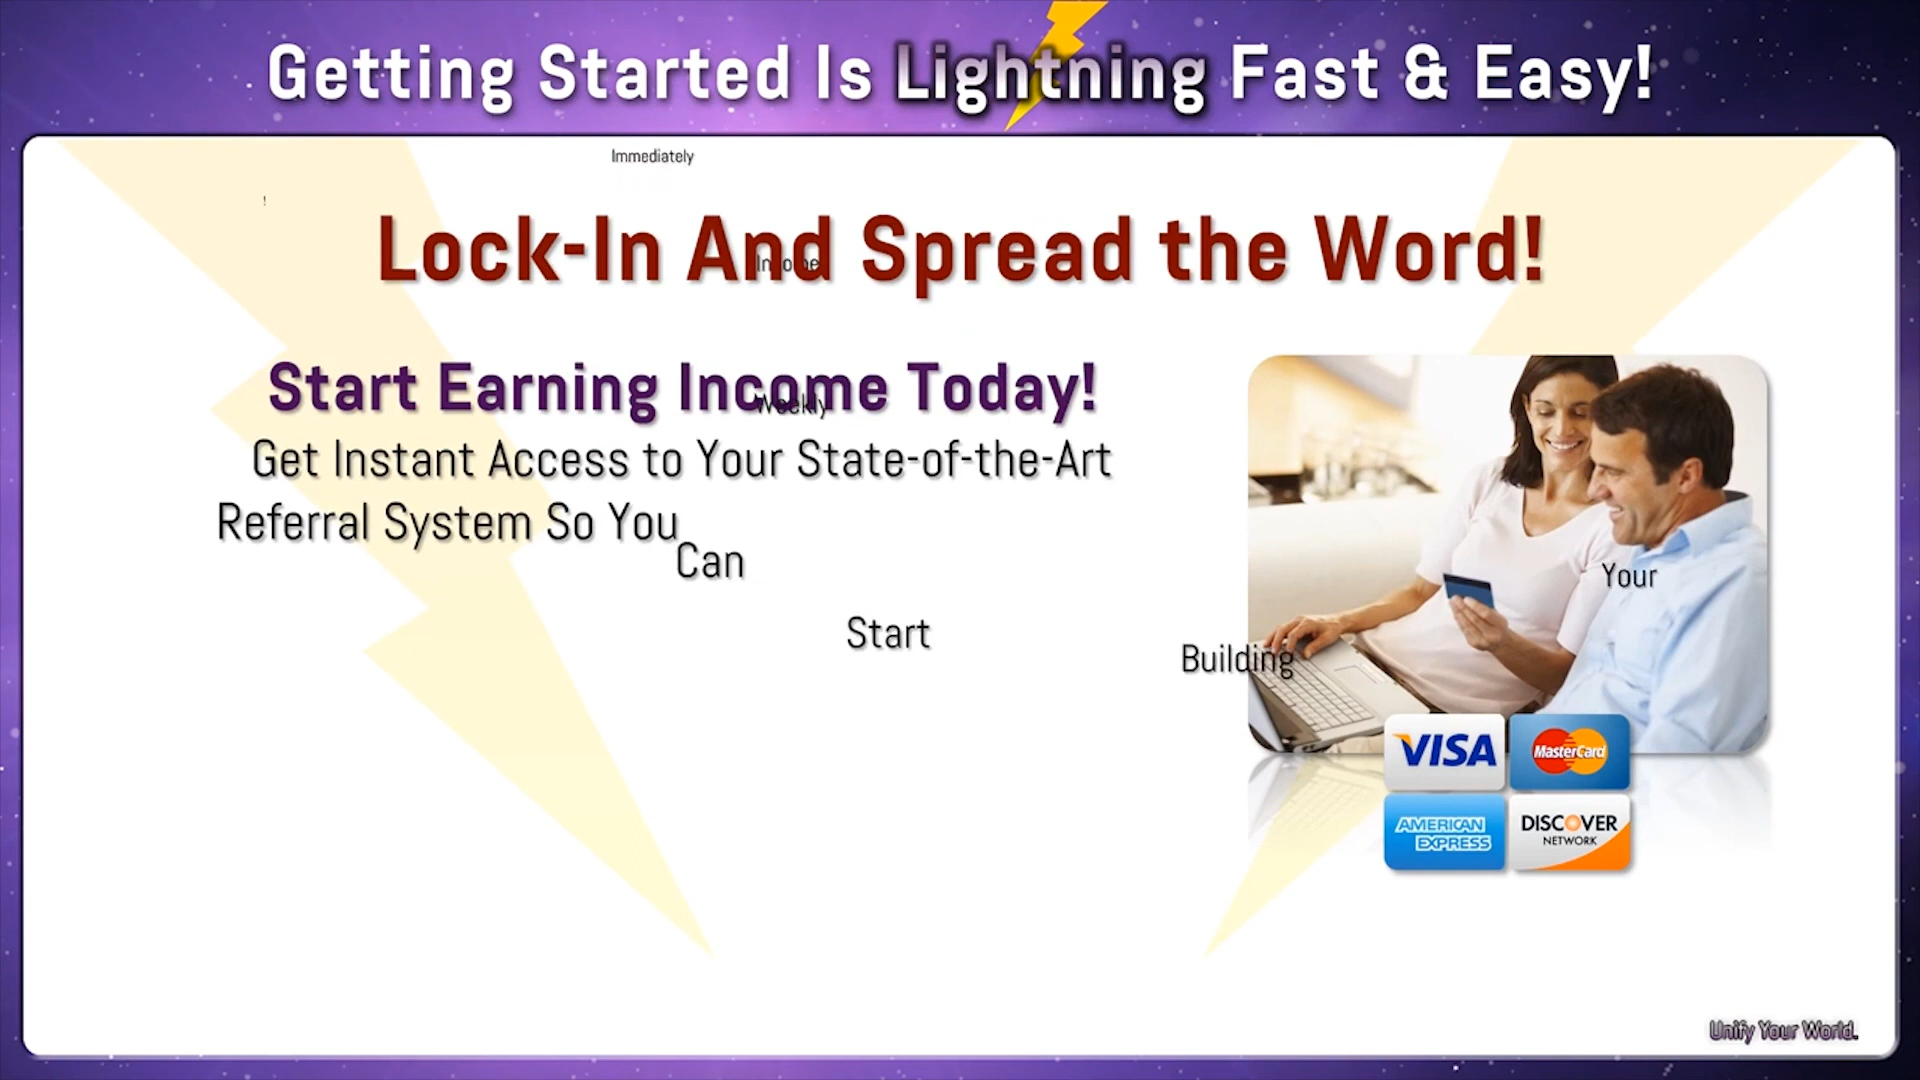 Getting Started Is Lightning Fast & Easy!
Immediately
!
Lock-In And Spread the Word!
Income
Start Earning Income Today!
Weekly
Get Instant Access to Your State-of-the-Art
Referral System So You
Can
Your
Start
Building
VISA
MasterCard
AMERICAN
EXPRESS
DISCOVER
NETWORK
Unify Your World.